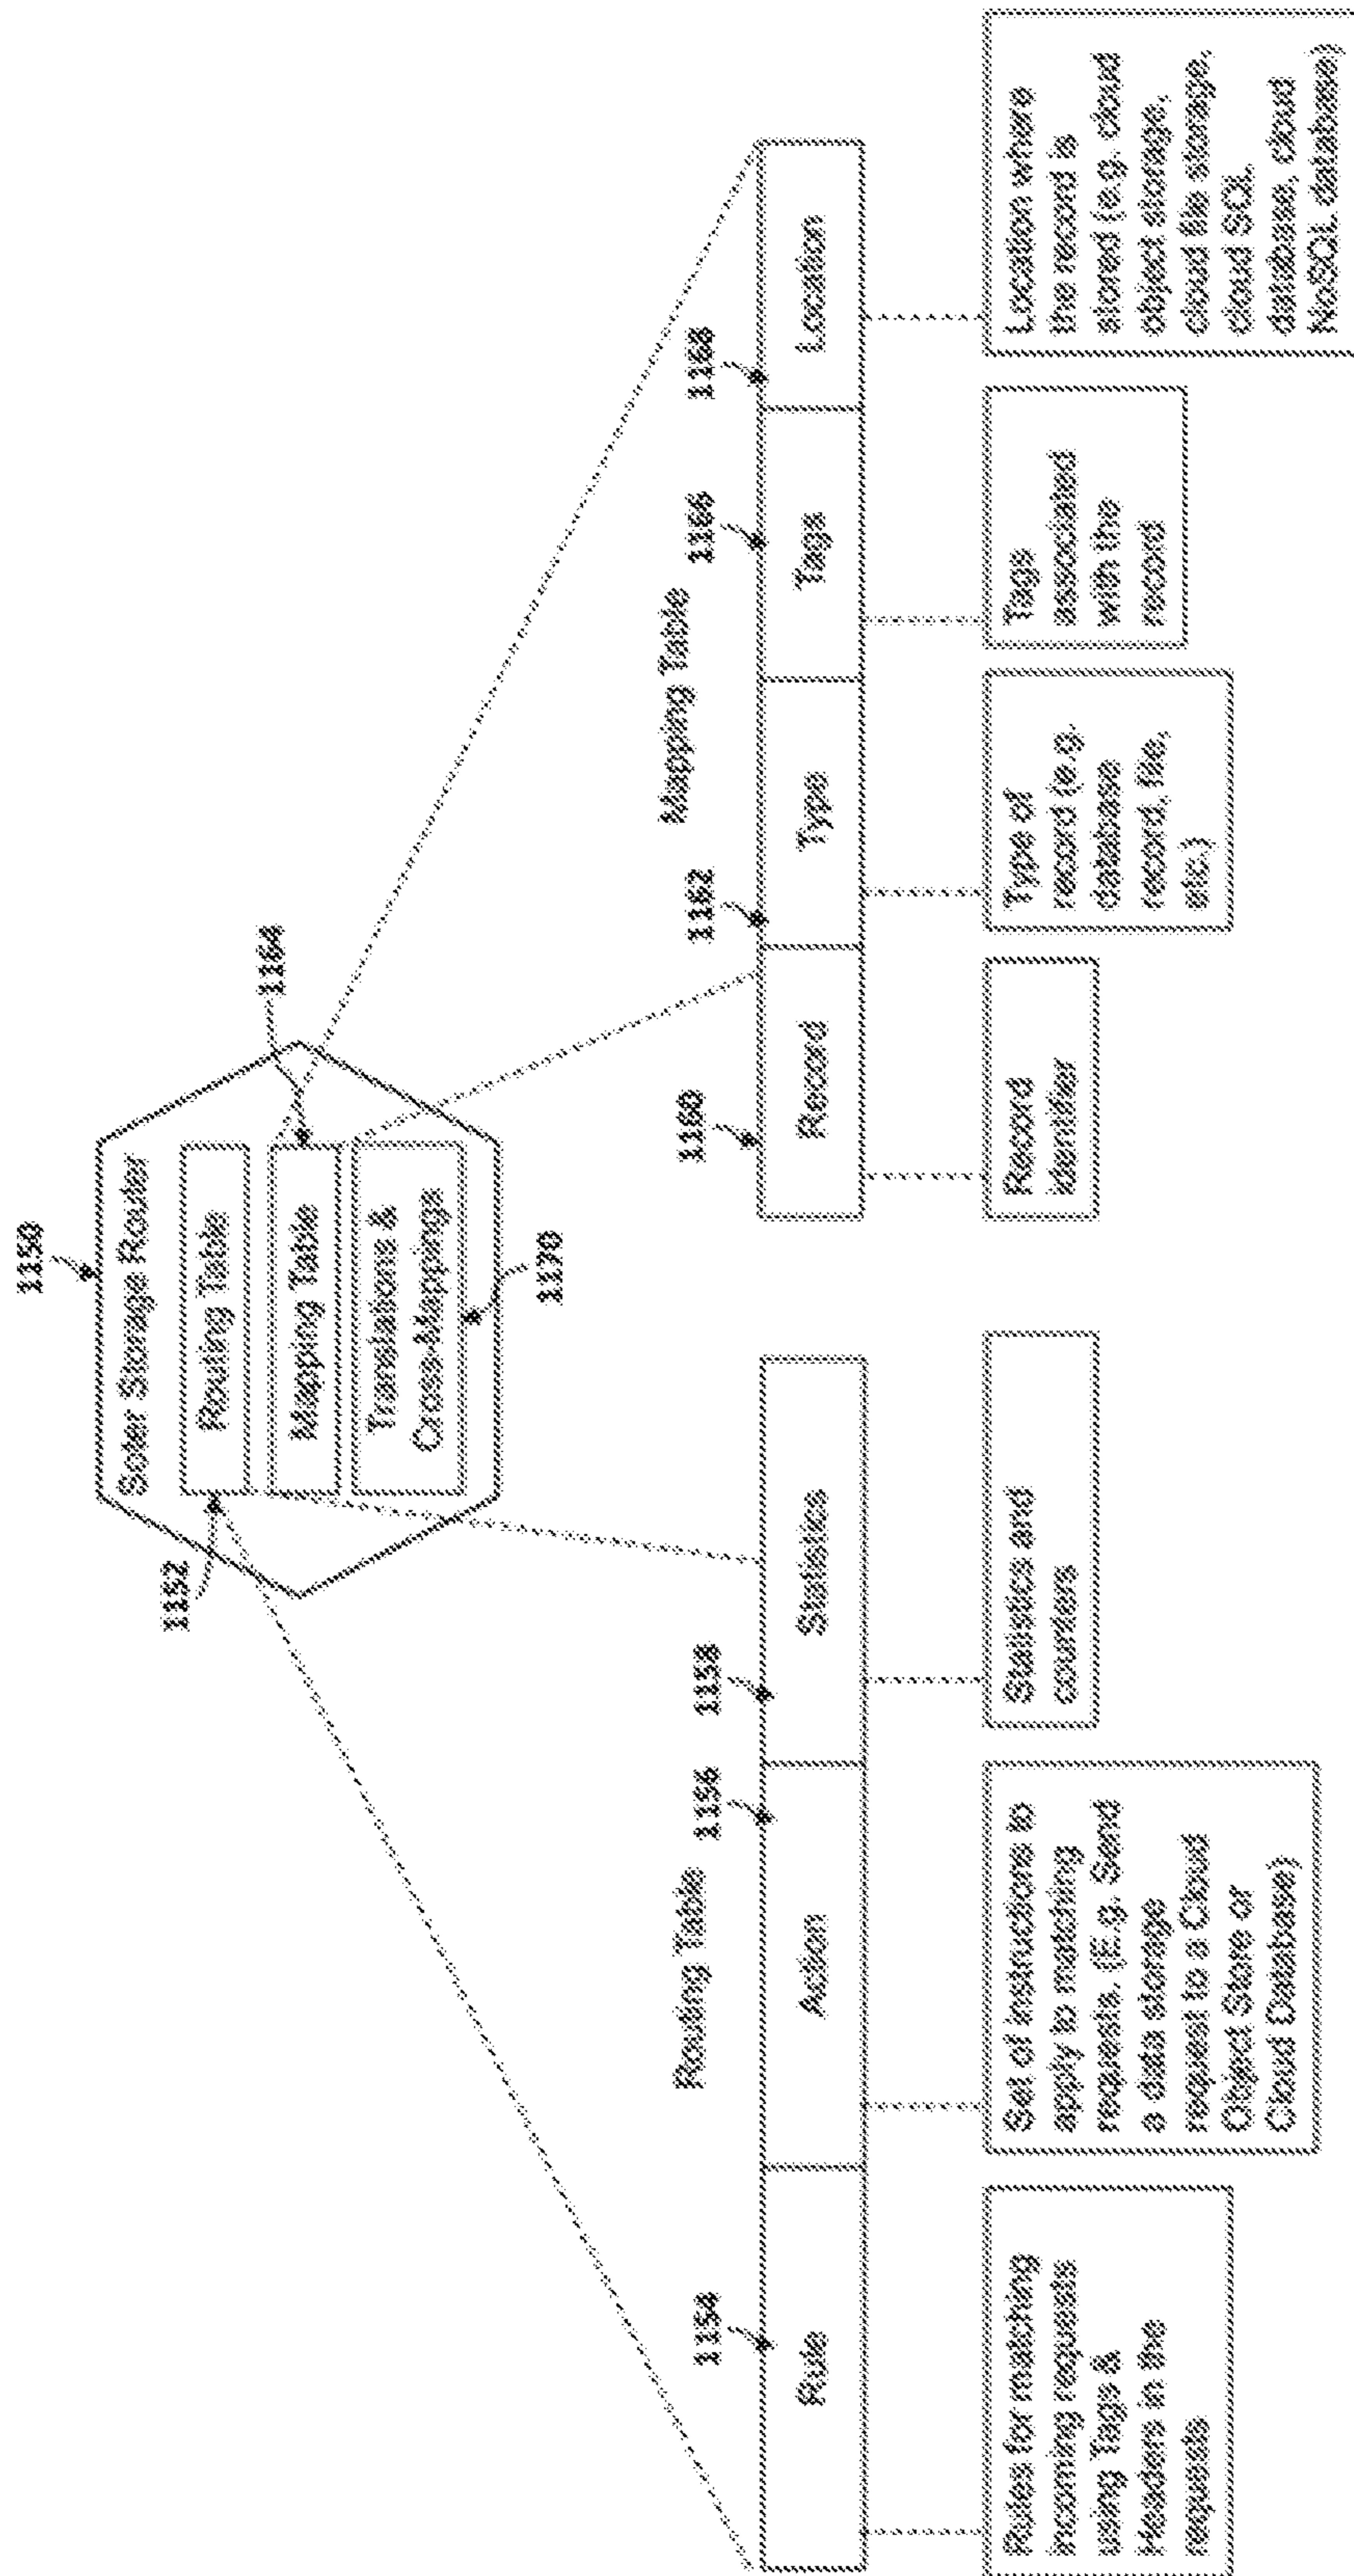 1150
Soter Storage Router
Routing Table
Mapping Table
Translations &
Cross-Mappings
1152
1164
1170
Routing Table
1154
1156
1158
Rule
Action
Statistics
Rules for matching
incoming requests
using Tags &
Headers in the
requests
Set of instructions to
apply to matching
requests. (E.g. Send
a data storage
request to a Cloud
Object Store or
Cloud Database)
Statistics and
counters
Mapping Table
1160
1162
1166
1168
Record
Type
Tags
Location
Record
Identifier
Type of
record (e.g.
database
record, file,
etc.)
Tags
associated
with the
record
Location where
the record is
stored (e.g. cloud
object storage,
cloud file storage,
cloud SQL
database, cloud
NoSQL database)